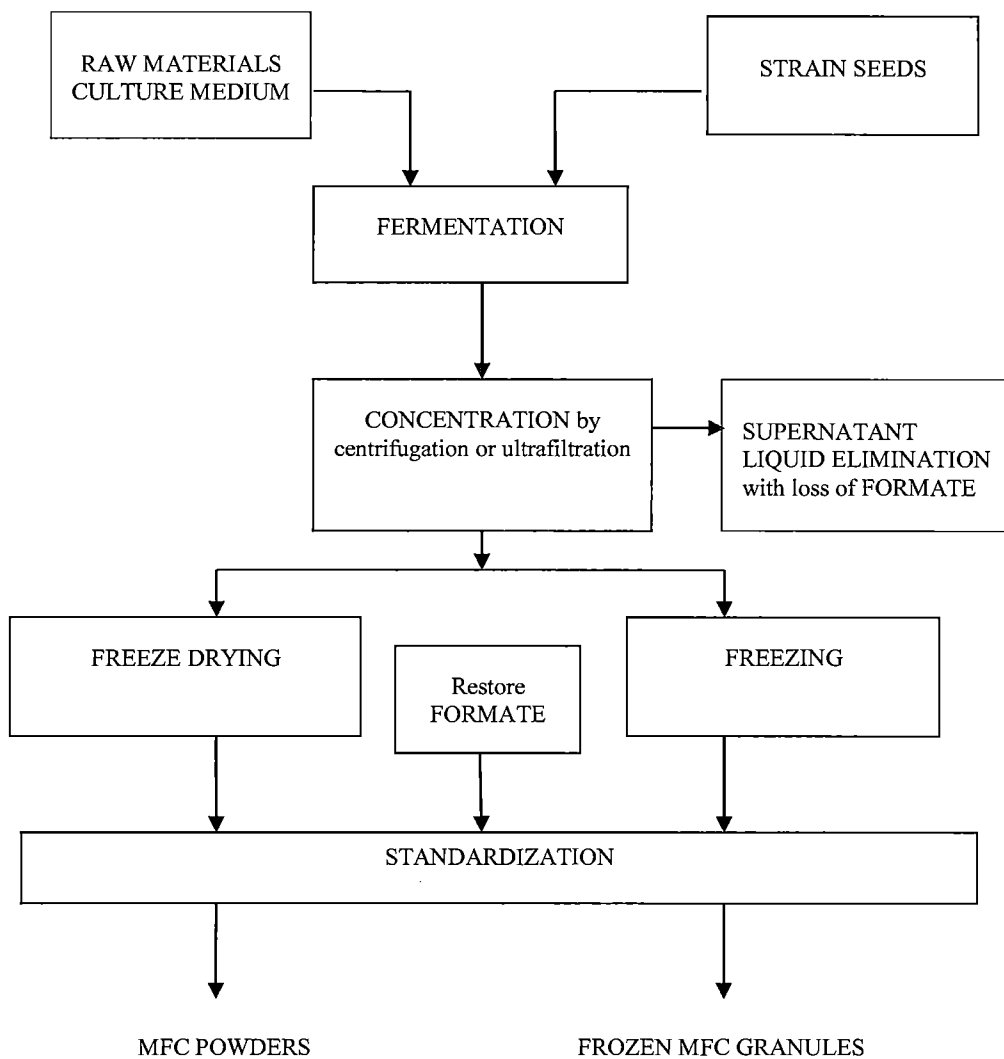 RAW MATERIALS
CULTURE MEDIUM
STRAIN SEEDS
FERMENTATION
CONCENTRATION by
centrifugation or ultrafiltration
SUPERNATANT
LIQUID ELIMINATION
with loss of FORMATE
FREEZE DRYING
Restore
FORMATE
FREEZING
STANDARDIZATION
MFC POWDERS
FROZEN MFC GRANULES